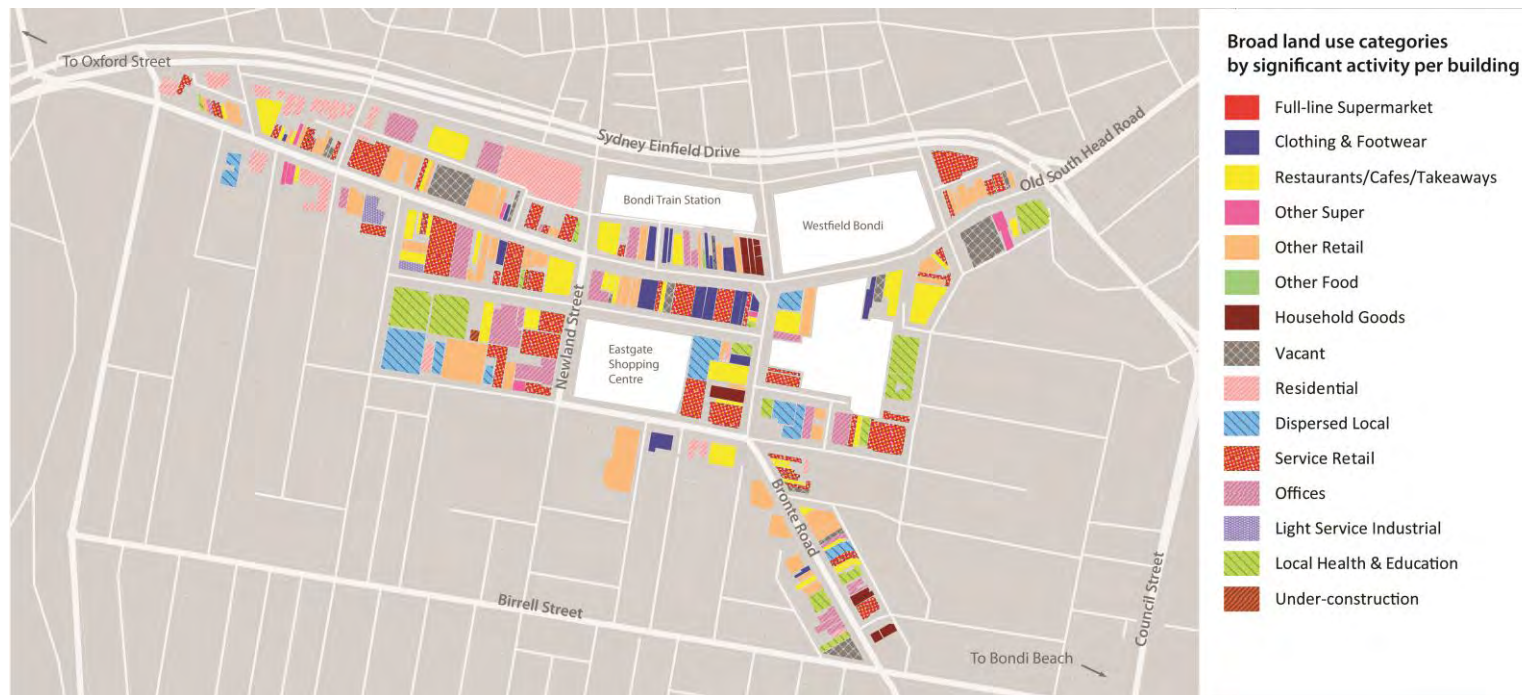 To Oxford Street
Sydney Einfield Drive
Old South Head Road
Bondi Train Station
Westfield Bondi
Newland Street
Eastgate
Shopping
Centre
Bronte Road
Birrell Street
Council Street
To Bondi Beach
Broad land use categories
by significant activity per building
Full-line Supermarket
Clothing & Footwear
Restaurants/Cafes/Takeaways
Other Super
Other Retail
Other Food
Household Goods
Vacant
Residential
Dispersed Local
Service Retail
Offices
Light Service Industrial
Local Health & Education
Under-construction